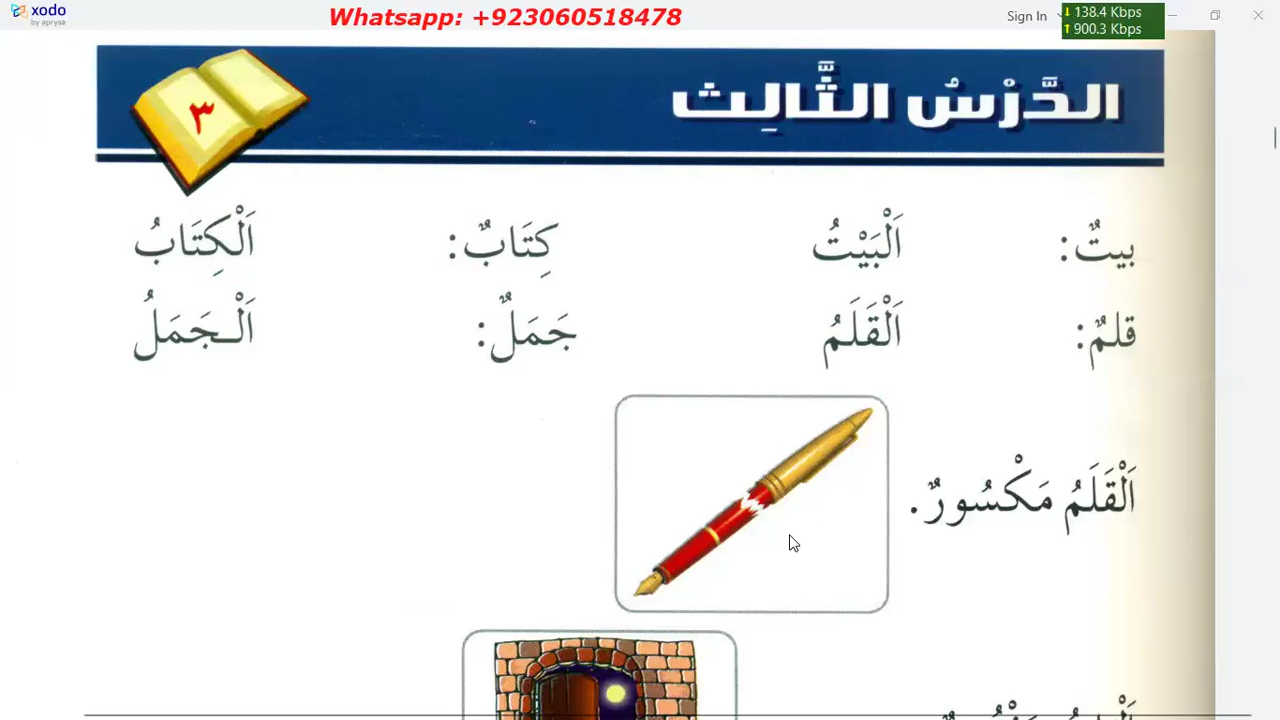 xodo
by apryse
Whatsapp: +923060518478
Sign In
138.4 Kbps
900.3 Kbps
الدَّرْسُ الثَّالِث
٣
بيتٌ: اَلْبَيْتُ كِتَابٌ: اَلْكِتَابُ
قلمٌ: اَلْقَلَمُ جَمَلٌ: اَلْجَمَلُ
اَلْقَلَمُ مَكْسُورٌ.